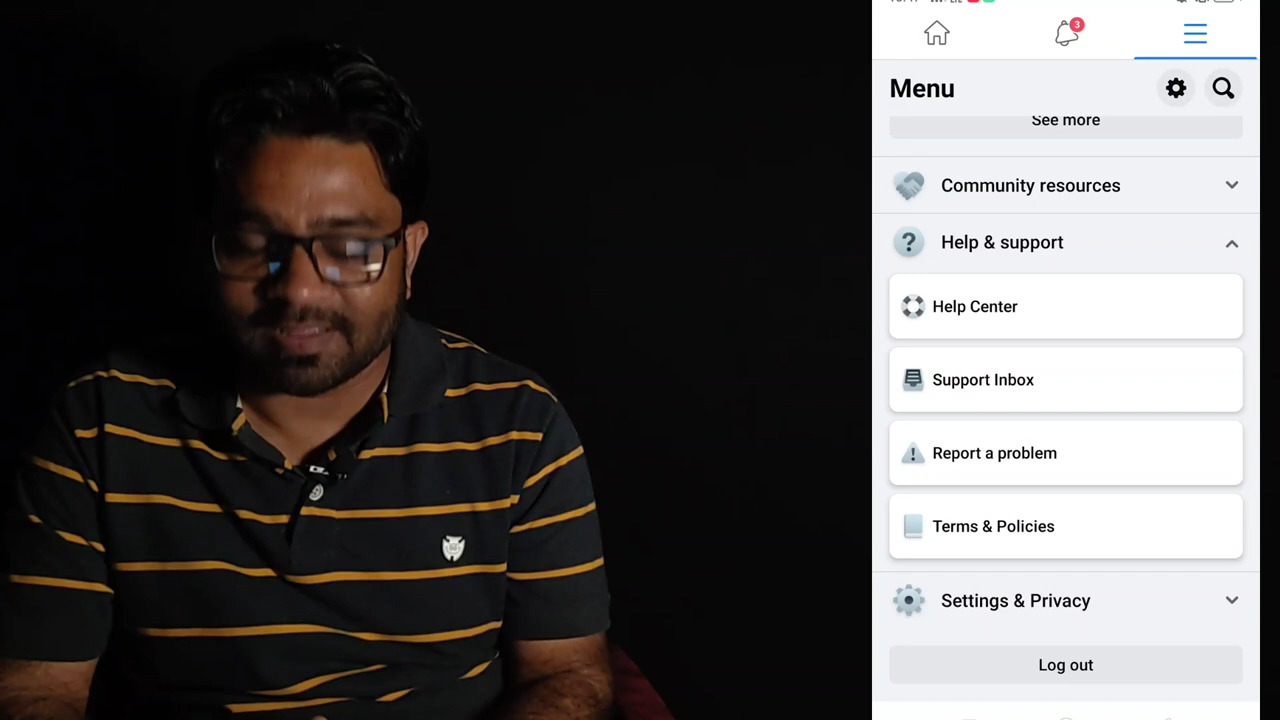 3
Menu
See more
Community resources
Help & support
Help Center
Support Inbox
Report a problem
Terms & Policies
Settings & Privacy
Log out